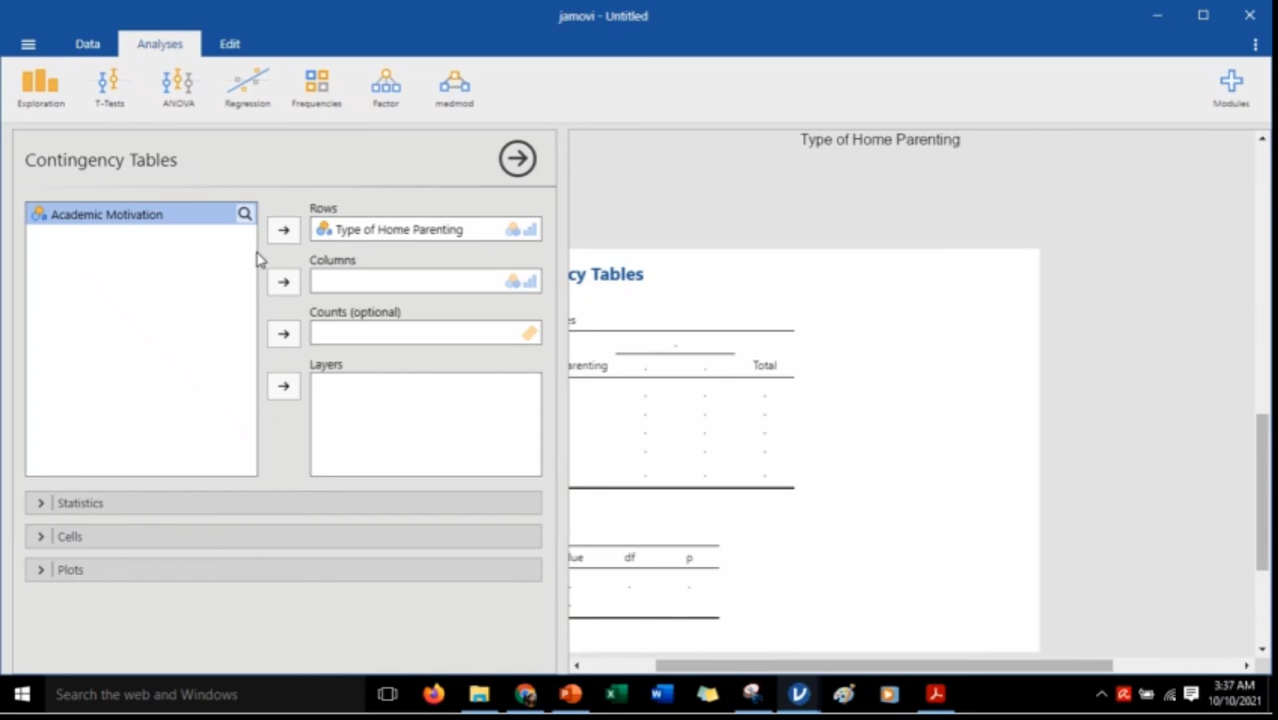 jamovi - Untitled
Data Analyses Edit
Exploration T-Tests ANOVA Regression Frequencies Factor medmod Modules
Contingency Tables
Academic Motivation
Rows
Type of Home Parenting
Columns
Counts (optional)
Layers
Statistics
Cells
Plots
Type of Home Parenting
cy Tables
es
.
arenting . . Total
. . .
. . .
. . .
. . .
. . .
lue df p
. . .
.
Search the web and Windows
3:37 AM
10/10/2021